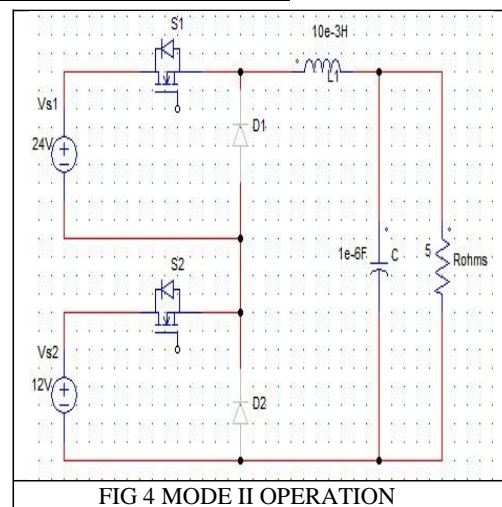 S1
10e-3H
L1
Vs1
24V
D1
S2
1e-6F C
5 Rohms
Vs2
12V
D2
FIG 4 MODE II OPERATION